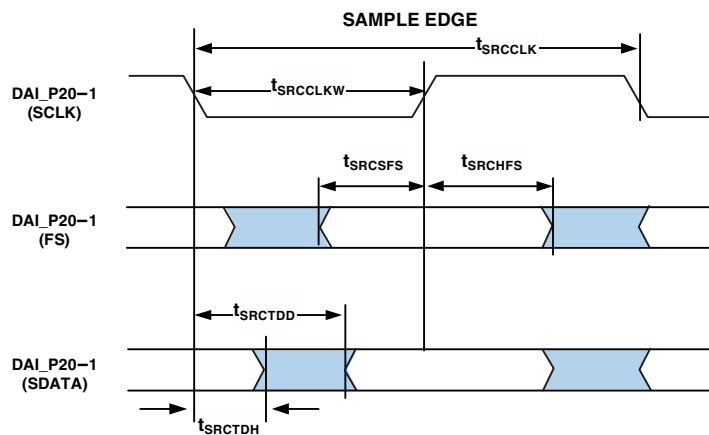 SAMPLE EDGE
tSRCCLK
DAI_P20–1
(SCLK)
tSRCCLKW
tSRCSFS
tSRCHFS
DAI_P20–1
(FS)
tSRCTDD
DAI_P20–1
(SDATA)
tSRCTDH